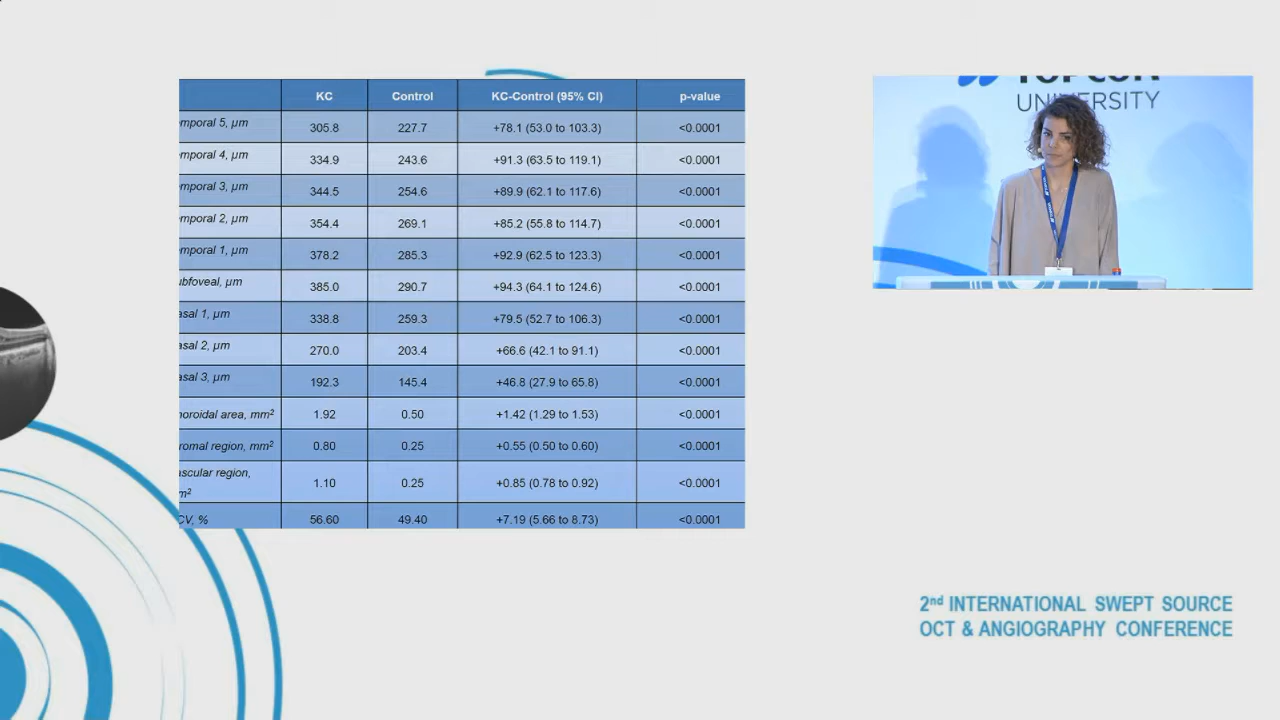 KC Control KC-Control (95% CI) p-value
emporal 5, µm 305.8 227.7 +78.1 (53.0 to 103.3) <0.0001
emporal 4, µm 334.9 243.6 +91.3 (63.5 to 119.1) <0.0001
emporal 3, µm 344.5 254.6 +89.9 (62.1 to 117.6) <0.0001
emporal 2, µm 354.4 269.1 +85.2 (55.8 to 114.7) <0.0001
emporal 1, µm 378.2 285.3 +92.9 (62.5 to 123.3) <0.0001
ubfoveal, µm 385.0 290.7 +94.3 (64.1 to 124.6) <0.0001
asal 1, µm 338.8 259.3 +79.5 (52.7 to 106.3) <0.0001
asal 2, µm 270.0 203.4 +66.6 (42.1 to 91.1) <0.0001
asal 3, µm 192.3 145.4 +46.8 (27.9 to 65.8) <0.0001
horoidal area, mm² 1.92 0.50 +1.42 (1.29 to 1.53) <0.0001
romal region, mm² 0.80 0.25 +0.55 (0.50 to 0.60) <0.0001
ascular region,
m² 1.10 0.25 +0.85 (0.78 to 0.92) <0.0001
CV, % 56.60 49.40 +7.19 (5.66 to 8.73) <0.0001
TOPCON
UNIVERSITY
2nd INTERNATIONAL SWEPT SOURCE
OCT & ANGIOGRAPHY CONFERENCE